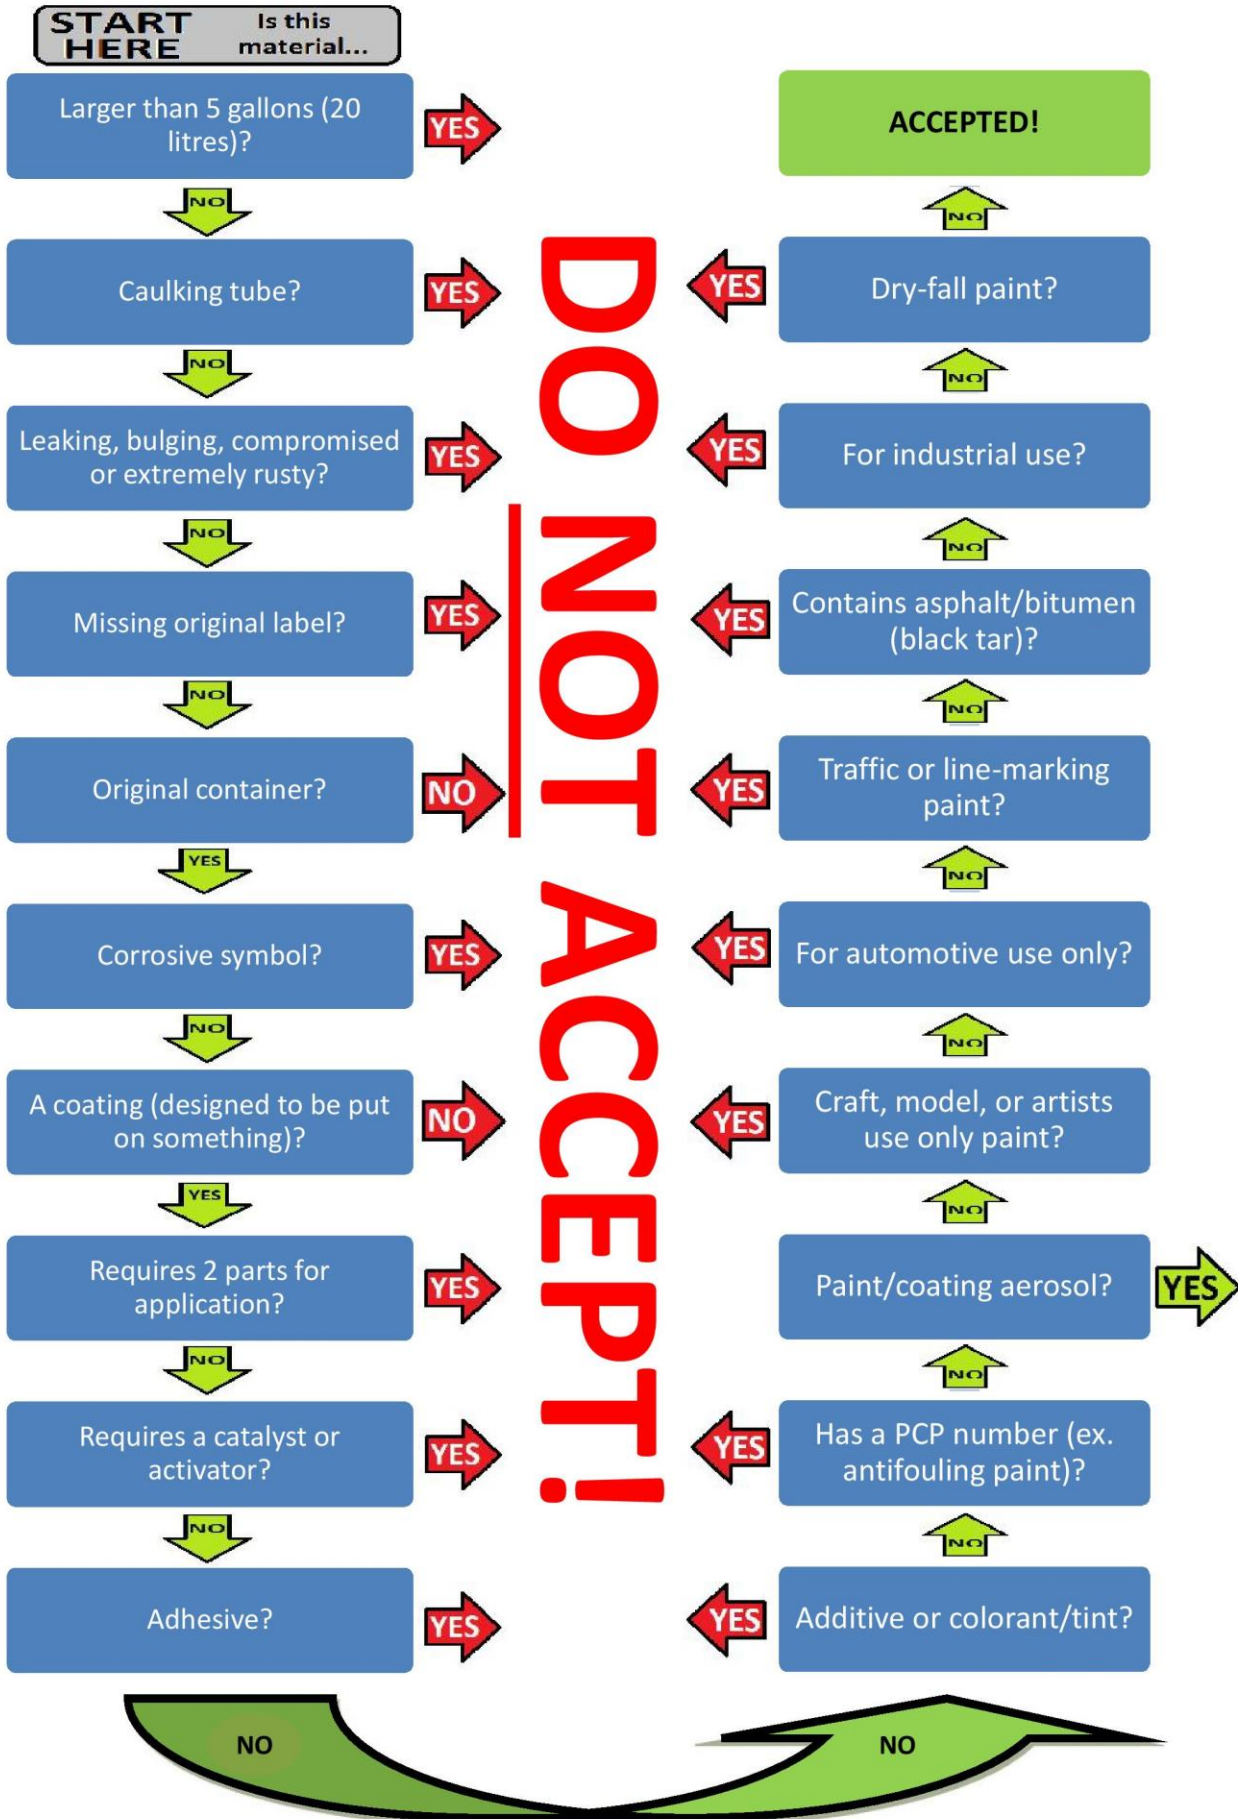 START HERE
Is this material...
Larger than 5 gallons (20
litres)?
YES
NO
Caulking tube?
YES
NO
Leaking, bulging, compromised
or extremely rusty?
YES
NO
Missing original label?
YES
NO
Original container?
NO
YES
Corrosive symbol?
YES
NO
A coating (designed to be put
on something)?
NO
YES
Requires 2 parts for
application?
YES
NO
Requires a catalyst or
activator?
YES
NO
Adhesive?
YES
NO
NO
DO NOT ACCEPT!
Additive or colorant/tint?
YES
NO
Has a PCP number (ex.
antifouling paint)?
YES
NO
Paint/coating aerosol?
YES
NO
Craft, model, or artists
use only paint?
YES
NO
For automotive use only?
YES
NO
Traffic or line-marking
paint?
YES
NO
Contains asphalt/bitumen
(black tar)?
YES
NO
For industrial use?
YES
NO
Dry-fall paint?
YES
NO
ACCEPTED!